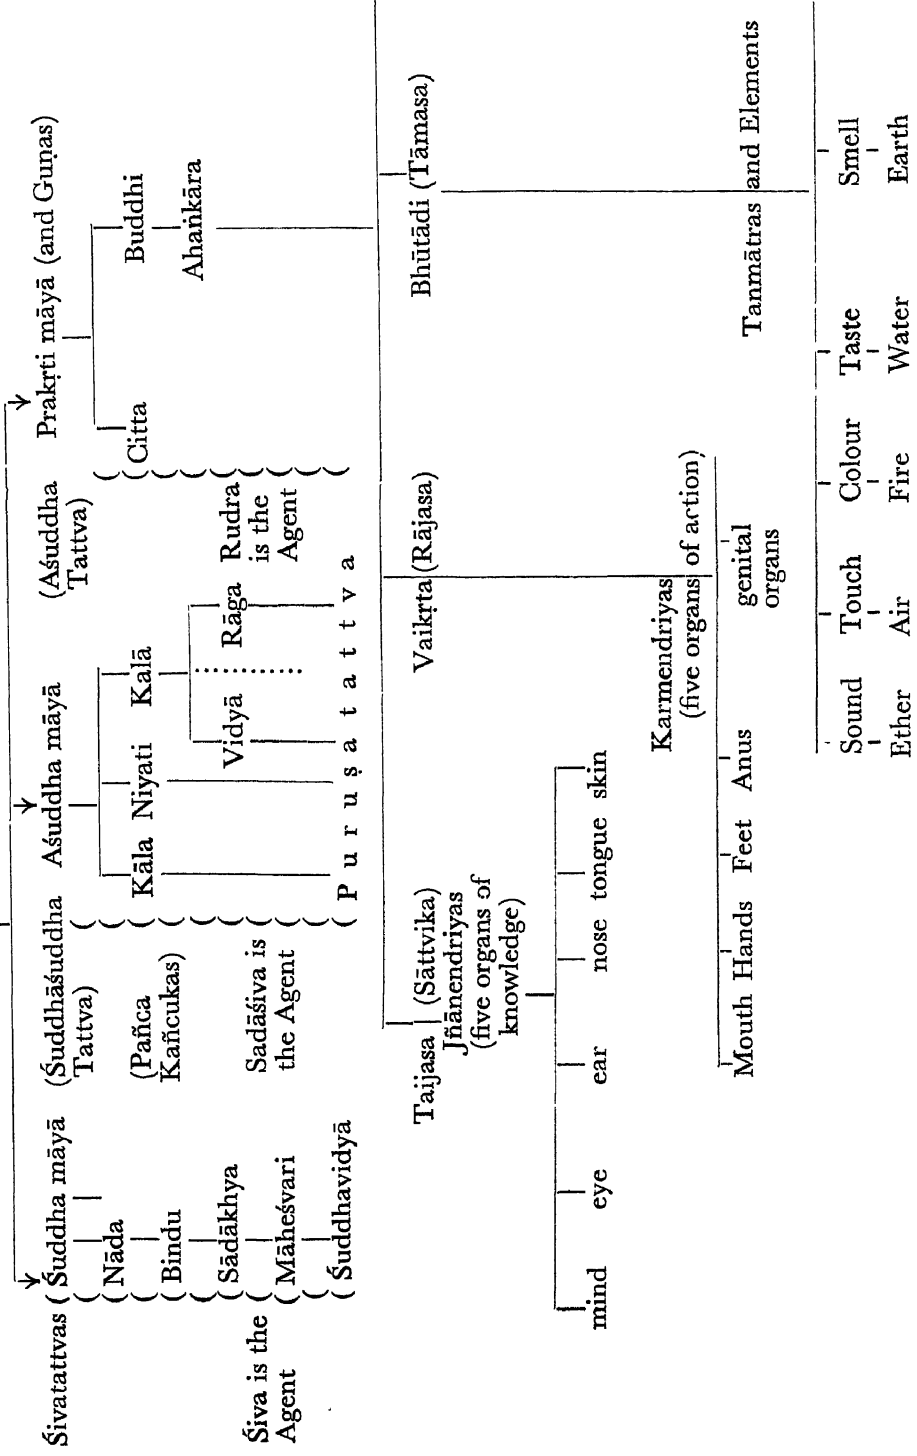 Śivatattvas ( Śuddha māyā (Śuddhāśuddha Aśuddha māyā (Aśuddha Prakṛti māyā (and Guṇas)
Tattva) Tattva)
Nāda (Pañca Kāla Niyati Kalā Citta Buddhi
Kañcukas)
Bindu Ahaṅkāra
Śiva is the Sādākhya Sadāśiva is Vidyā Rāga Rudra
Agent Māheśvari the Agent is the
Agent
Śuddhavidyā P u r u ṣ a t a t t v a
Taijasa (Sāttvika) Vaikṛta (Rājasa) Bhūtādi (Tāmasa)
Jñānendriyas
(five organs of
knowledge)
mind eye ear nose tongue skin
Karmendriyas
(five organs of action)
Mouth Hands Feet Anus genital
organs
Tanmātras and Elements
Sound Touch Colour Taste Smell
Ether Air Fire Water Earth